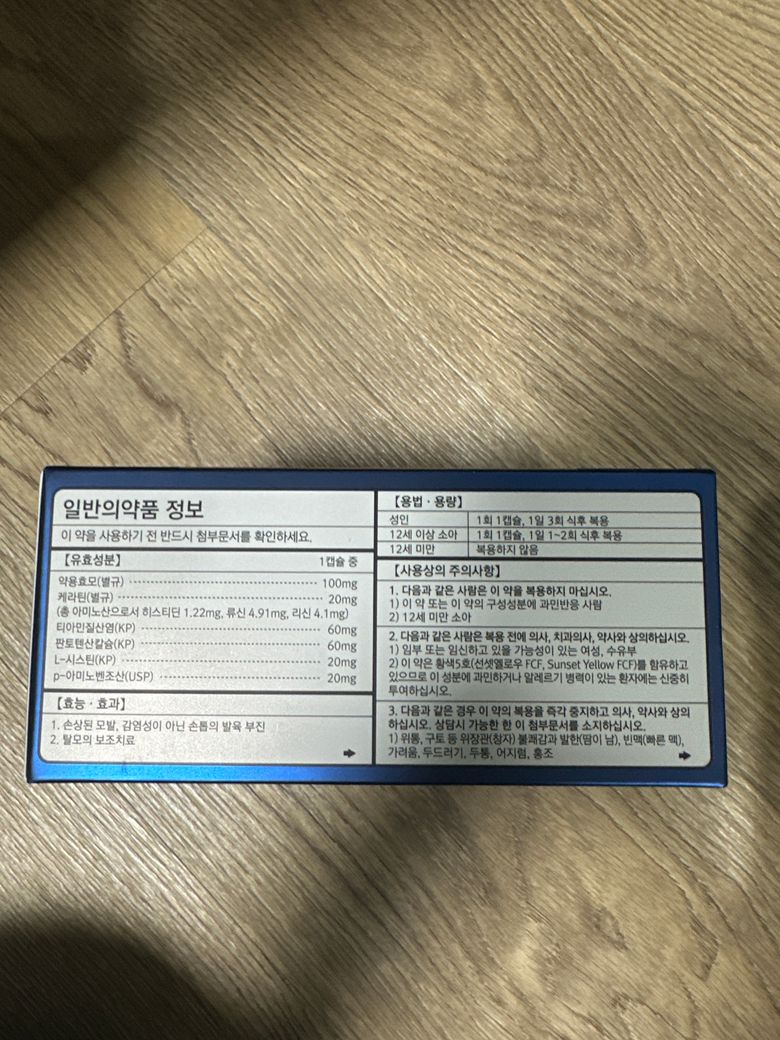 일반의약품 정보
이 약을 사용하기 전 반드시 첨부문서를 확인하세요.
【유효성분】 1캡슐 중
약용효모(별규) 100mg
케라틴(별규) 20mg
(총 아미노산으로서 히스티딘 1.22mg, 류신 4.91mg, 리신 4.1mg)
티아민질산염(KP) 60mg
판토텐산칼슘(KP) 60mg
L-시스틴(KP) 20mg
p-아미노벤조산(USP) 20mg
【효능 · 효과】
1. 손상된 모발, 감염성이 아닌 손톱의 발육 부진
2. 탈모의 보조치료
【용법 · 용량】
성인 1회 1캡슐, 1일 3회 식후 복용
12세 이상 소아 1회 1캡슐, 1일 1~2회 식후 복용
12세 미만 복용하지 않음
【사용상의 주의사항】
1. 다음과 같은 사람은 이 약을 복용하지 마십시오.
1) 이 약 또는 이 약의 구성성분에 과민반응 사람
2) 12세 미만 소아
2. 다음과 같은 사람은 복용 전에 의사, 치과의사, 약사와 상의하십시오.
1) 임부 또는 임신하고 있을 가능성이 있는 여성, 수유부
2) 이 약은 황색5호(선셋옐로우 FCF, Sunset Yellow FCF)를 함유하고
있으므로 이 성분에 과민하거나 알레르기 병력이 있는 환자에는 신중히
투여하십시오.
3. 다음과 같은 경우 이 약의 복용을 즉각 중지하고 의사, 약사와 상의
하십시오. 상담시 가능한 한 이 첨부문서를 소지하십시오.
1) 위통, 구토 등 위장관(창자) 불쾌감과 발한(땀이 남), 빈맥(빠른 맥),
가려움, 두드러기, 두통, 어지럼, 홍조